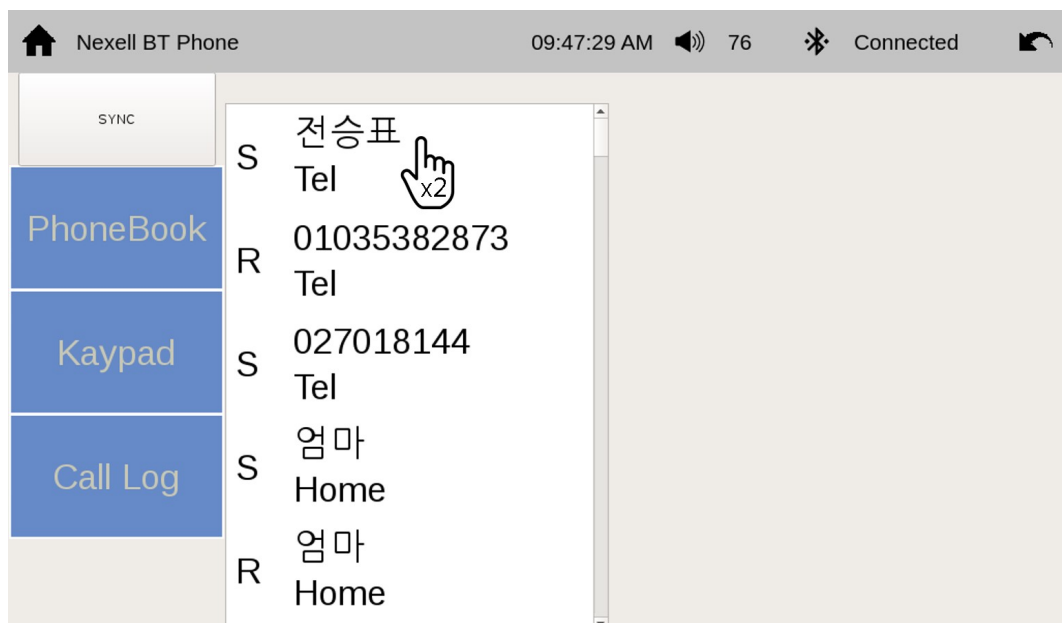 Nexell BT Phone 09:47:29 AM 76 Connected
SYNC
PhoneBook
Kaypad
Call Log
S 전승표
Tel
x2
R 01035382873
Tel
S 027018144
Tel
S 엄마
Home
R 엄마
Home